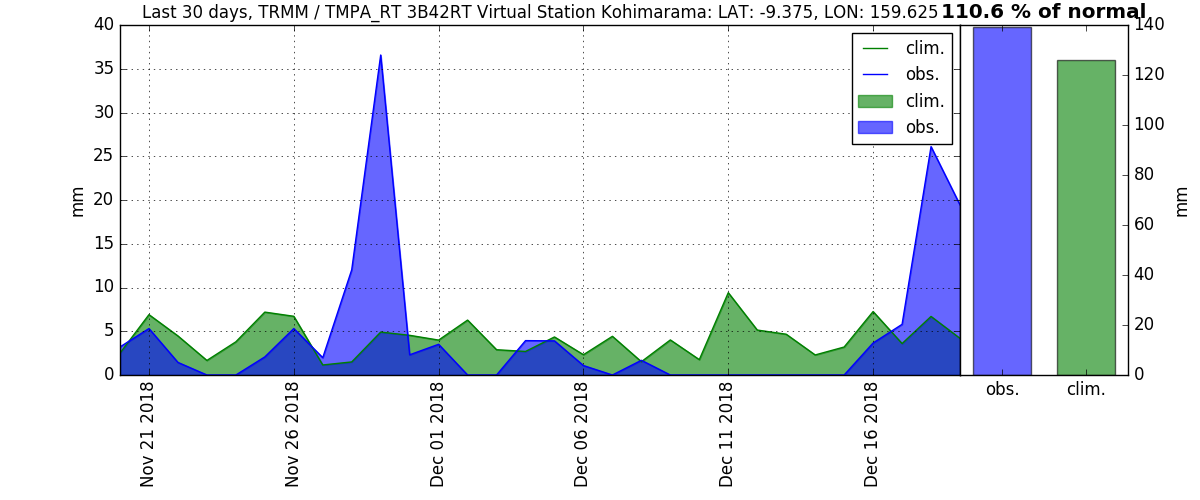 Last 30 days, TRMM / TMPA_RT 3B42RT Virtual Station Kohimarama: LAT: -9.375, LON: 159.625
110.6 % of normal
40
35
30
25
20
15
10
5
0
mm
clim.
obs.
clim.
obs.
Nov 21 2018
Nov 26 2018
Dec 01 2018
Dec 06 2018
Dec 11 2018
Dec 16 2018
140
120
100
80
60
40
20
0
mm
obs.
clim.